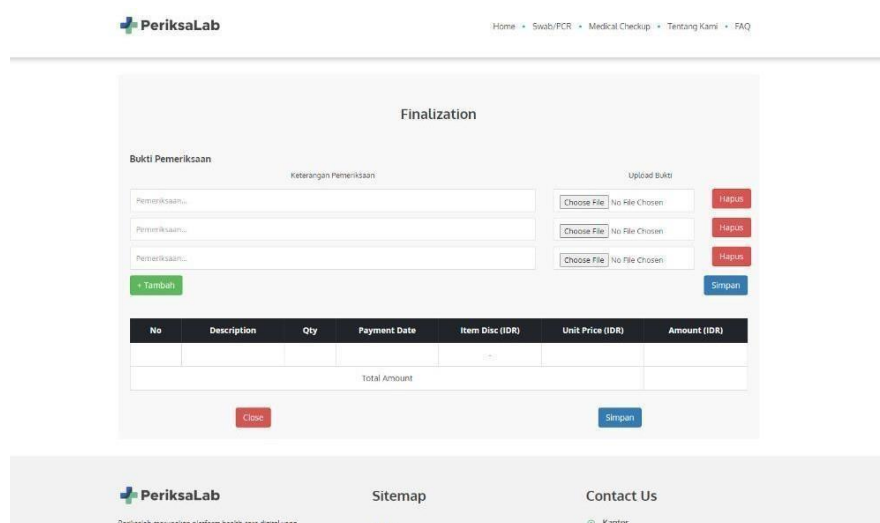 PeriksaLab
Home • Swab/PCR • Medical Checkup • Tentang Kami • FAQ
Finalization
Bukti Pemeriksaan
Keterangan Pemeriksaan Upload Bukti
Pemeriksaan... Choose File No File Chosen Hapus
Pemeriksaan... Choose File No File Chosen Hapus
Pemeriksaan... Choose File No File Chosen Hapus
+ Tambah Simpan
No Description Qty Payment Date Item Disc (IDR) Unit Price (IDR) Amount (IDR)
-
Total Amount
Close Simpan
PeriksaLab Sitemap Contact Us
Kantor